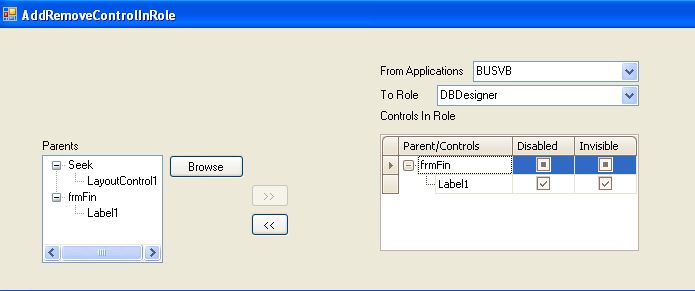 AddRemoveControlInRole
From Applications BUSVB
To Role DBDesigner
Controls In Role
Parents
Seek
LayoutControl1
frmFin
Label1
Browse
>>
<<
Parent/Controls Disabled Invisible
frmFin
Label1